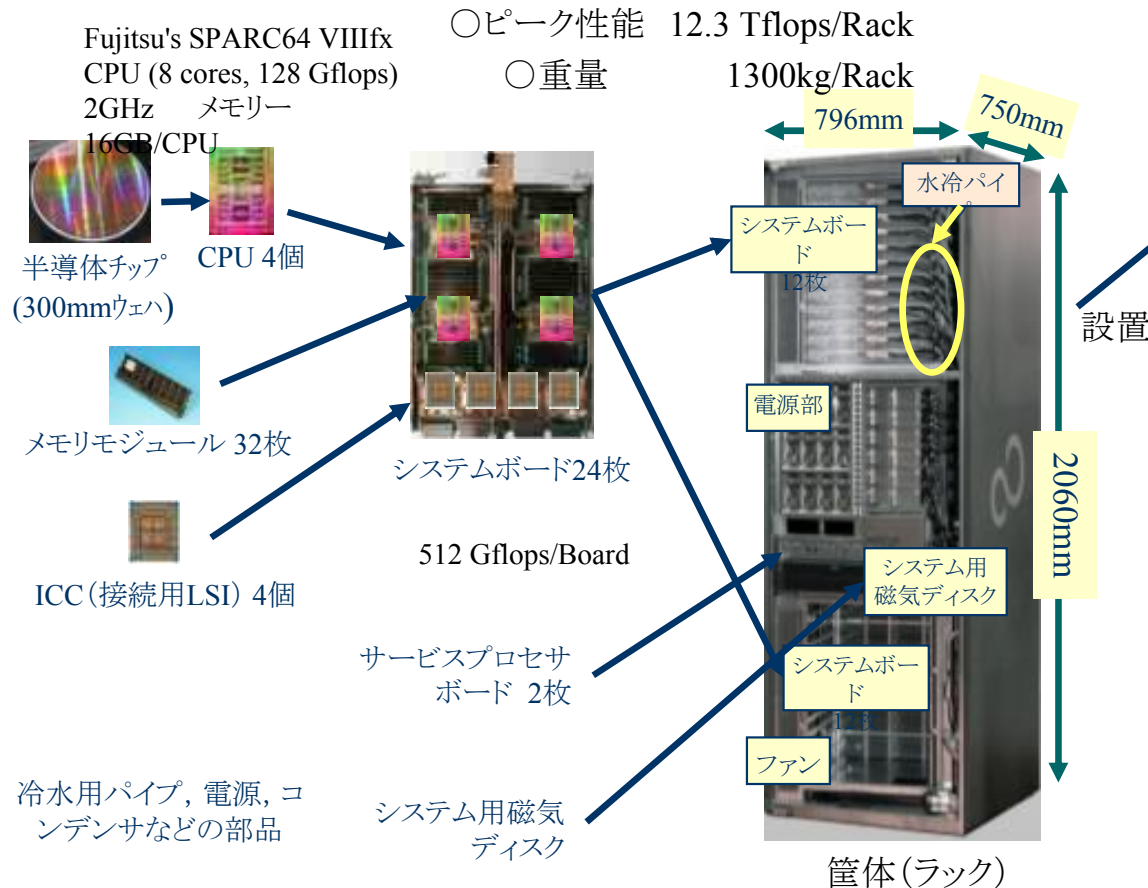 ○ピーク性能 12.3 Tflops/Rack
○重量 1300kg/Rack
Fujitsu's SPARC64 VIIIfx
CPU (8 cores, 128 Gflops)
2GHz メモリー
16GB/CPU
半導体チップ
(300mmウェハ)
CPU 4個
メモリモジュール 32枚
ICC(接続用LSI) 4個
冷水用パイプ, 電源, コ
ンデンサなどの部品
システムボード24枚
512 Gflops/Board
サービスプロセサ
ボード 2枚
システム用磁気
ディスク
796mm
750mm
水冷パイ
プ
システムボー
ド
12枚
設置
電源部
2060mm
システム用
磁気ディスク
システムボー
ド
12枚
ファン
筐体(ラック)